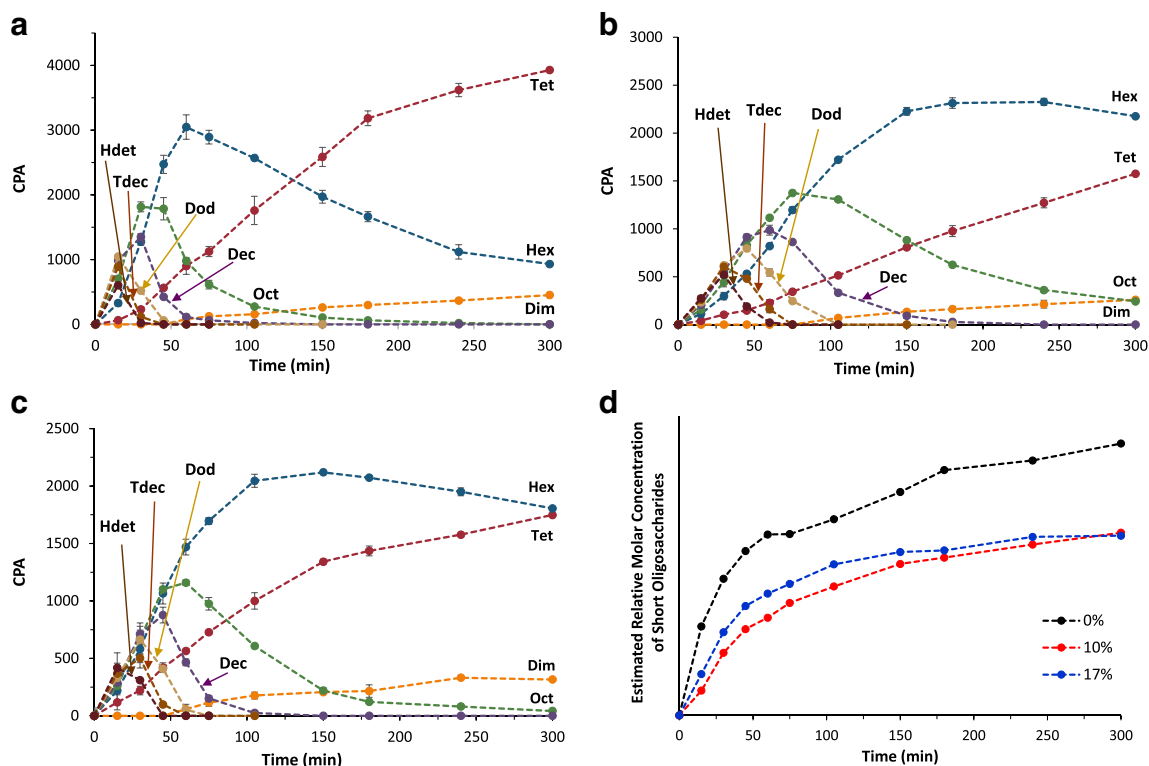 a
4000
3000
2000
1000
0
CPA
Hdet
Tdec
Dod
Dec
Oct
Tet
Hex
Dim
0 50 100 150 200 250 300
Time (min)
b
3000
2500
2000
1500
1000
500
0
CPA
Hdet
Tdec
Dod
Dec
Hex
Tet
Oct
Dim
0 50 100 150 200 250 300
Time (min)
c
2500
2000
1500
1000
500
0
CPA
Hdet
Tdec
Dod
Dec
Hex
Tet
Dim
Oct
0 50 100 150 200 250 300
Time (min)
d
Estimated Relative Molar Concentration
of Short Oligosaccharides
0%
10%
17%
0 50 100 150 200 250 300
Time (min)